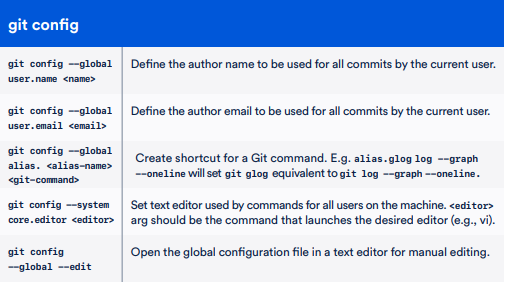 git config
git config --global
user.name <name>
Define the author name to be used for all commits by the current user.
git config --global
user.email <email>
Define the author email to be used for all commits by the current user.
git config --global
alias. <alias-name>
<git-command>
Create shortcut for a Git command. E.g. alias.glog log --graph
--oneline will set git glog equivalent to git log --graph --oneline.
git config --system
core.editor <editor>
Set text editor used by commands for all users on the machine. <editor>
arg should be the command that launches the desired editor (e.g., vi).
git config
--global --edit
Open the global configuration file in a text editor for manual editing.